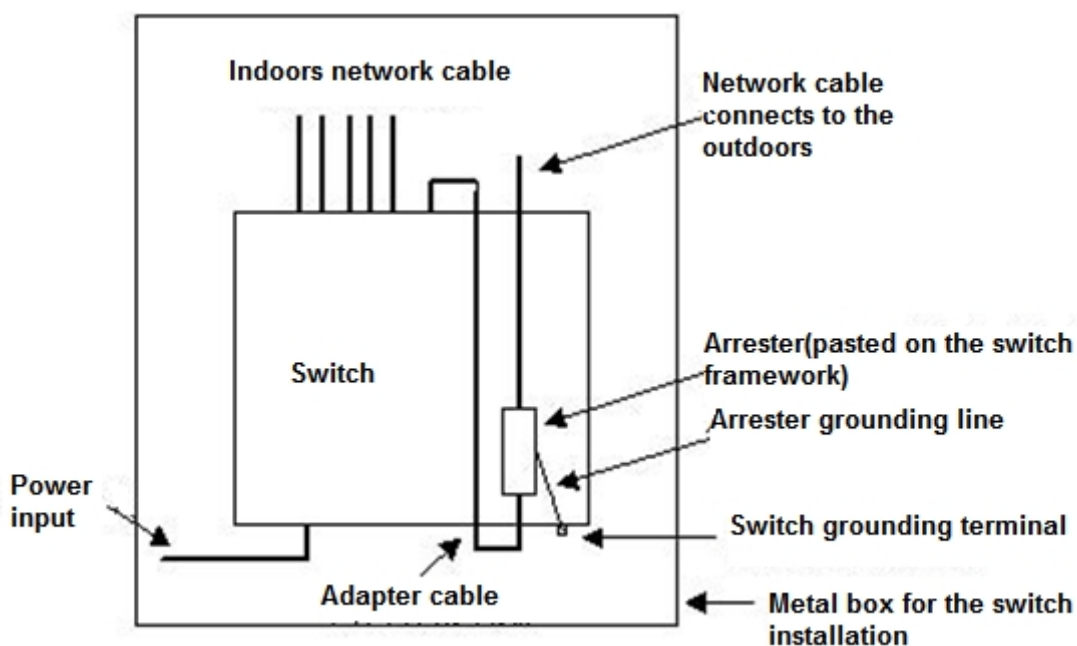 Indoors network cable
Network cable
connects to the
outdoors
Switch
Arrester(pasted on the switch
framework)
Arrester grounding line
Power
input
Switch grounding terminal
Adapter cable
Metal box for the switch
installation